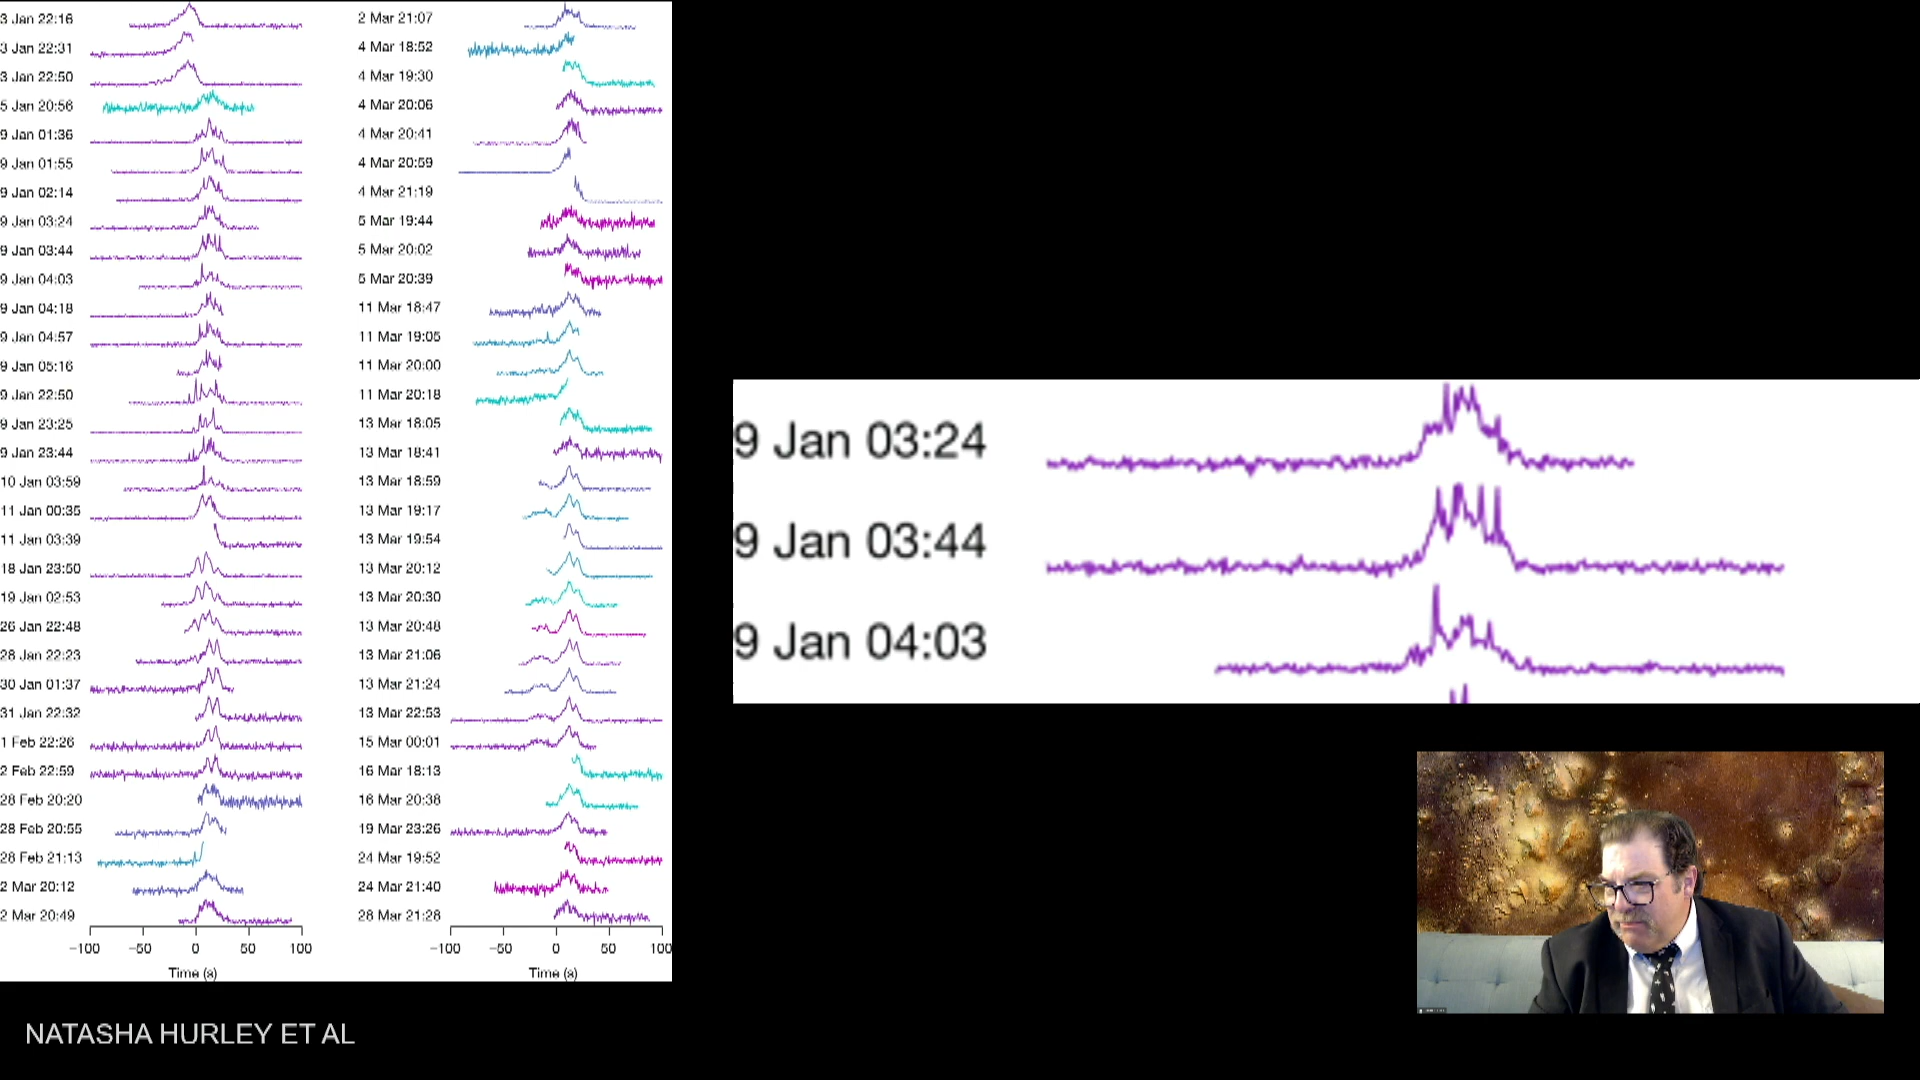 3 Jan 22:16
3 Jan 22:31
3 Jan 22:50
5 Jan 20:56
9 Jan 01:36
9 Jan 01:55
9 Jan 02:14
9 Jan 03:24
9 Jan 03:44
9 Jan 04:03
9 Jan 04:18
9 Jan 04:57
9 Jan 05:16
9 Jan 22:50
9 Jan 23:25
9 Jan 23:44
10 Jan 03:59
11 Jan 00:35
11 Jan 03:39
18 Jan 23:50
19 Jan 02:53
26 Jan 22:48
28 Jan 22:23
30 Jan 01:37
31 Jan 22:32
1 Feb 22:26
2 Feb 22:59
28 Feb 20:20
28 Feb 20:55
28 Feb 21:13
2 Mar 20:12
2 Mar 20:49
−100 −50 0 50 100
Time (s)
2 Mar 21:07
4 Mar 18:52
4 Mar 19:30
4 Mar 20:06
4 Mar 20:41
4 Mar 20:59
4 Mar 21:19
5 Mar 19:44
5 Mar 20:02
5 Mar 20:39
11 Mar 18:47
11 Mar 19:05
11 Mar 20:00
11 Mar 20:18
13 Mar 18:05
13 Mar 18:41
13 Mar 18:59
13 Mar 19:17
13 Mar 19:54
13 Mar 20:12
13 Mar 20:30
13 Mar 20:48
13 Mar 21:06
13 Mar 21:24
13 Mar 22:53
15 Mar 00:01
16 Mar 18:13
16 Mar 20:38
19 Mar 23:26
24 Mar 19:52
24 Mar 21:40
28 Mar 21:28
−100 −50 0 50 100
Time (s)
9 Jan 03:24
9 Jan 03:44
9 Jan 04:03
NATASHA HURLEY ET AL